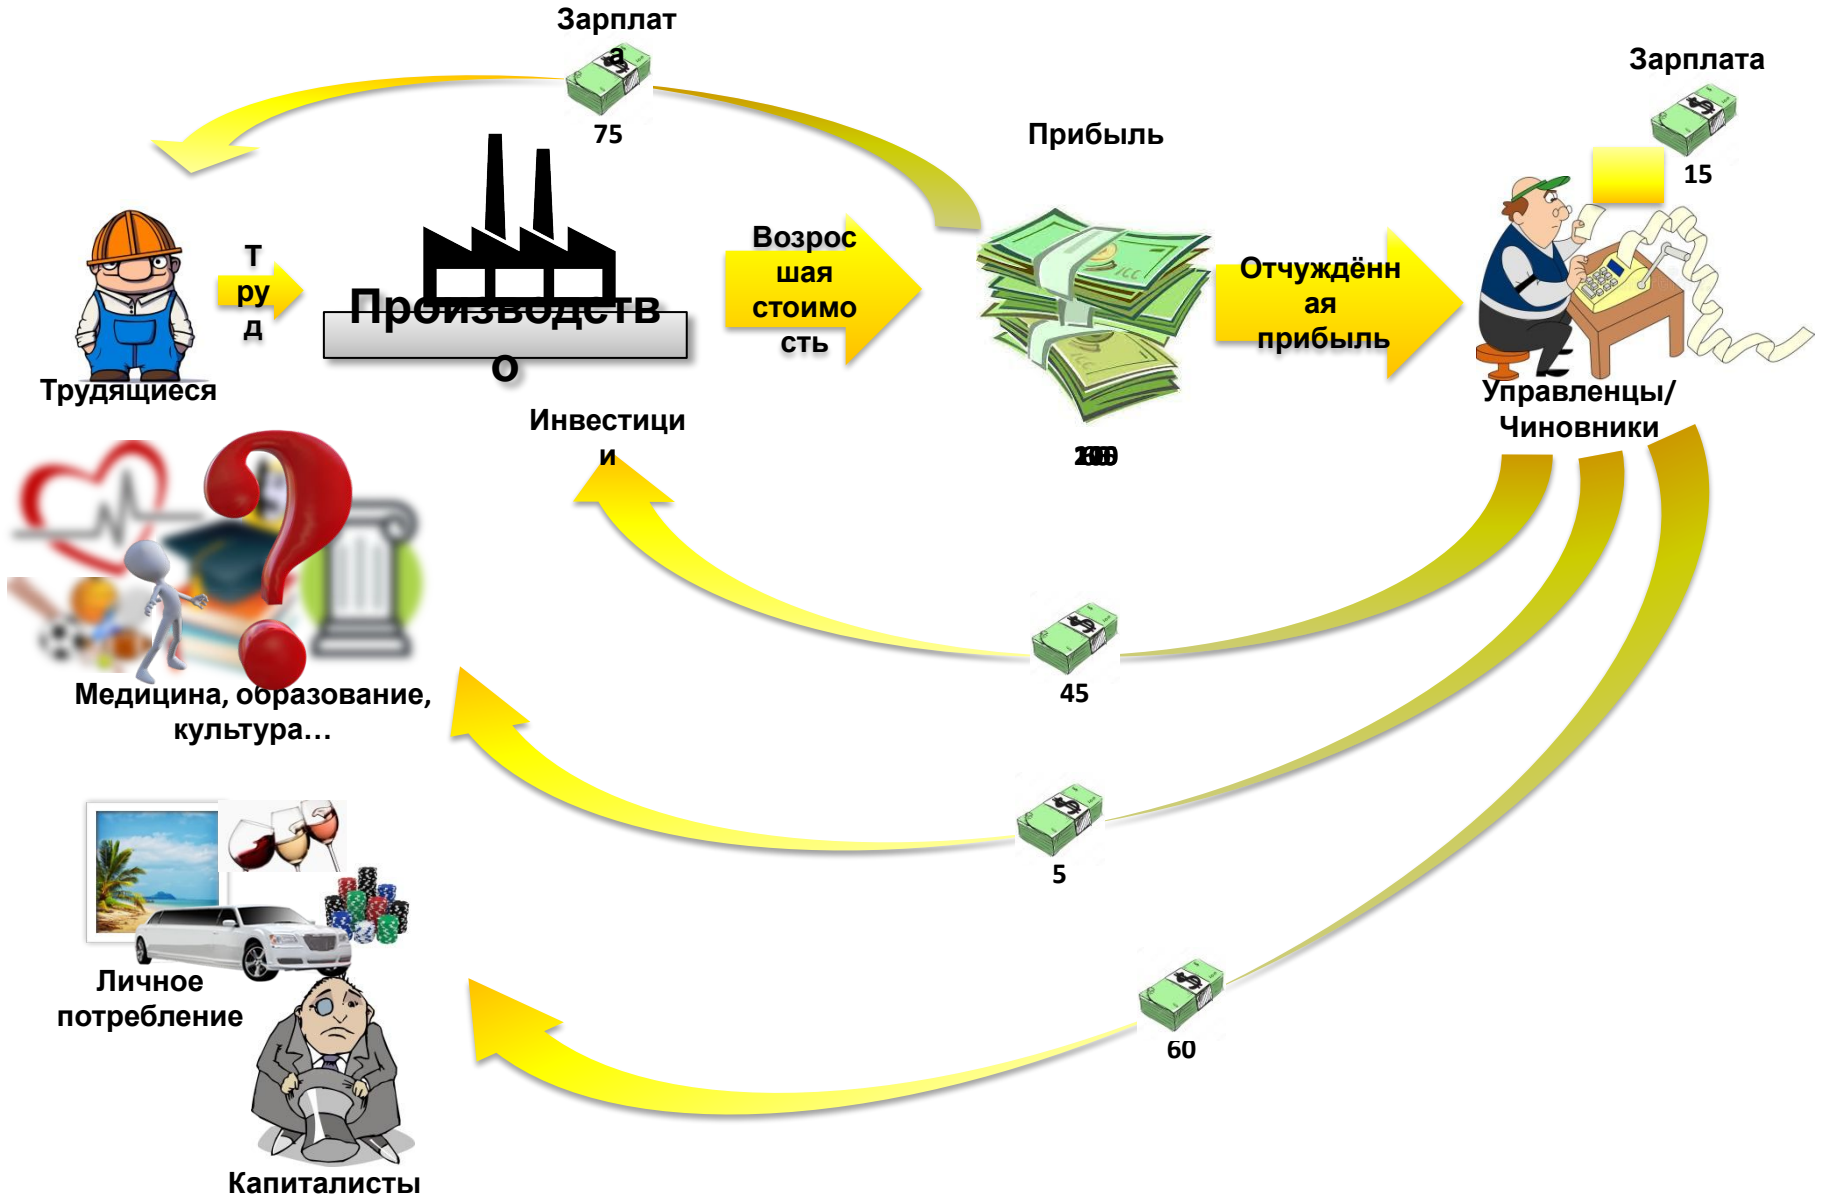 Зарплат
а
75
Зарплата
15
Прибыль
Т
ру
д
Производств
о
Возрос
шая
стоимо
сть
Отчуждённ
ая
прибыль
Трудящиеся
Управленцы/
Чиновники
Инвестици
и
45
Медицина, образование,
культура...
5
Личное
потребление
60
Капиталисты